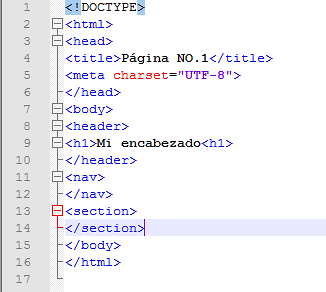 1 <!DOCTYPE>
2 <html>
3 <head>
4 <title>Página NO.1</title>
5 <meta charset="UTF-8">
6 </head>
7 <body>
8 <header>
9 <h1>Mi encabezado<h1>
10 </header>
11 <nav>
12 </nav>
13 <section>
14 </section>
15 </body>
16 </html>
17